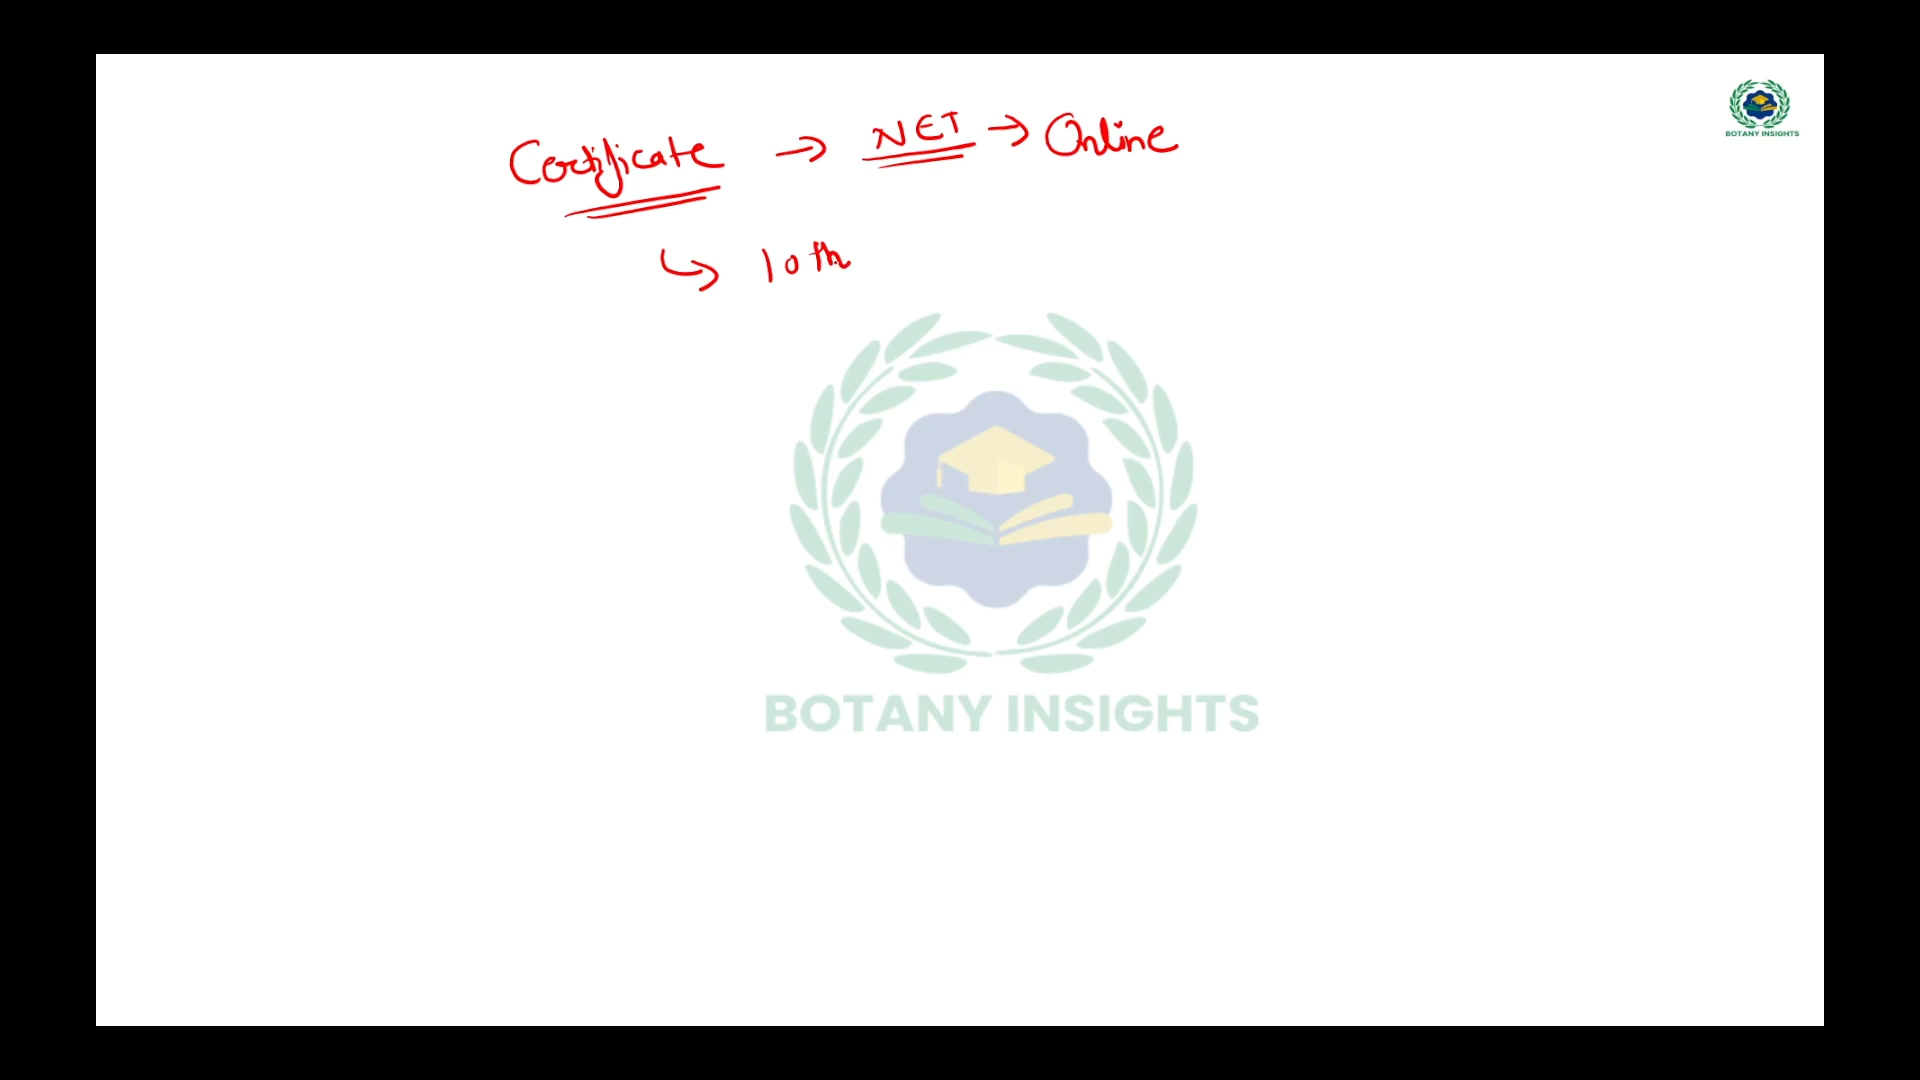 Certificate → NET → Online
↳ 10th
BOTANY INSIGHTS
BOTANY INSIGHTS